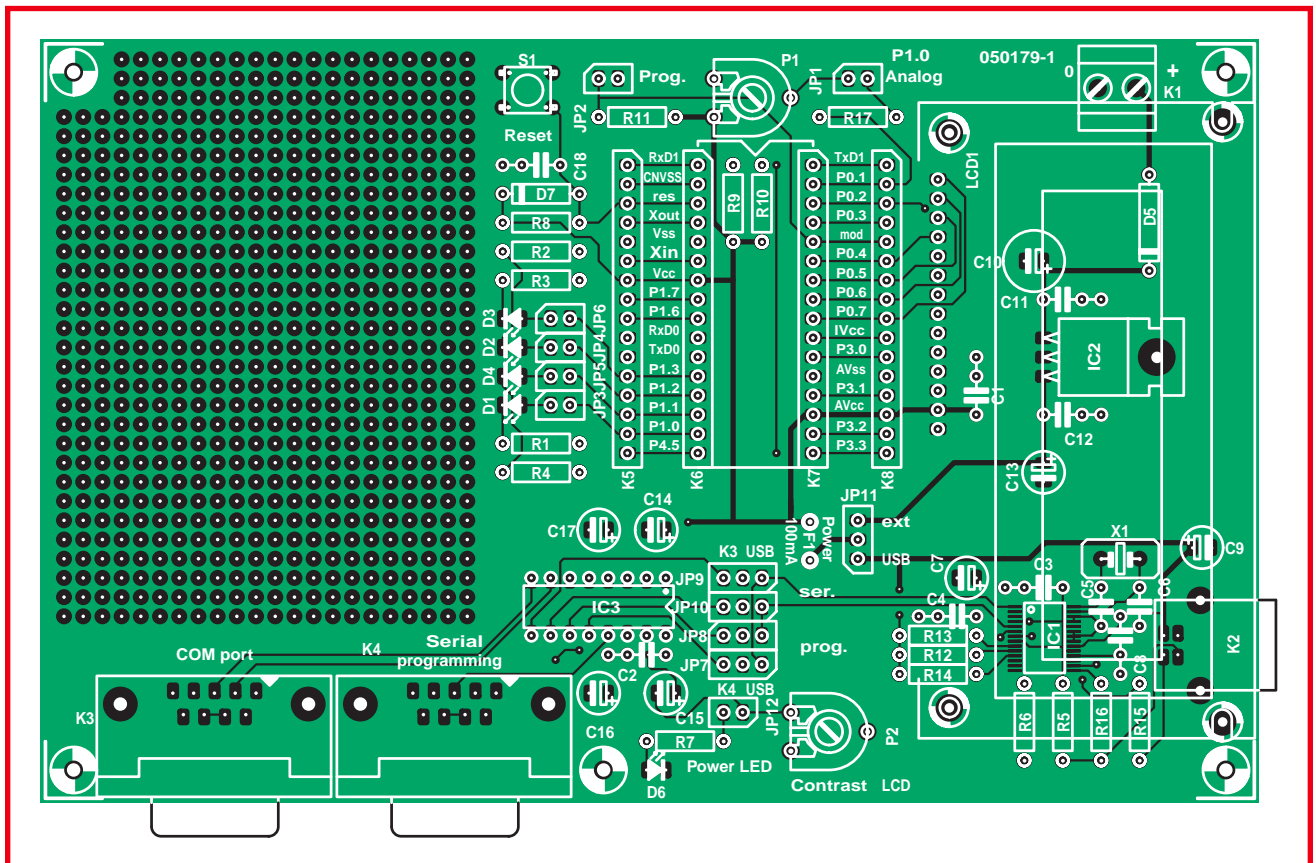 S1
Prog.
JP2
R11
P1
JP1
P1.0
Analog
R17
050179-1
0
+
K1
Reset
C18
D7
R8
R2
R3
D3
D2
D4
D1
JP6
JP4
JP5
JP3
R1
R4
RxD1
CNVSS
res
Xout
Vss
Xin
Vcc
P1.7
P1.6
RxD0
TxD0
P1.3
P1.2
P1.1
P1.0
P4.5
K5
K6
R9
R10
TxD1
P0.1
P0.2
P0.3
mod
P0.4
P0.5
P0.6
P0.7
IVcc
P3.0
AVss
P3.1
AVcc
P3.2
P3.3
K7
K8
LCD1
C1
D5
C10
+
C11
IC2
C12
C13
+
C17
+
C14
+
F1
100mA
Power
JP11
ext
USB
C7
+
X1
C9
+
K3 USB
JP9
ser.
JP10
JP8
prog.
JP7
K4 USB
JP12
IC3
C2
C3
C4
C5
C6
C8
IC1
R13
R12
R14
K2
COM port
K4
Serial
programming
K3
C16
+
C15
+
R7
Power LED
D6
P2
Contrast LCD
R6
R5
R16
R15